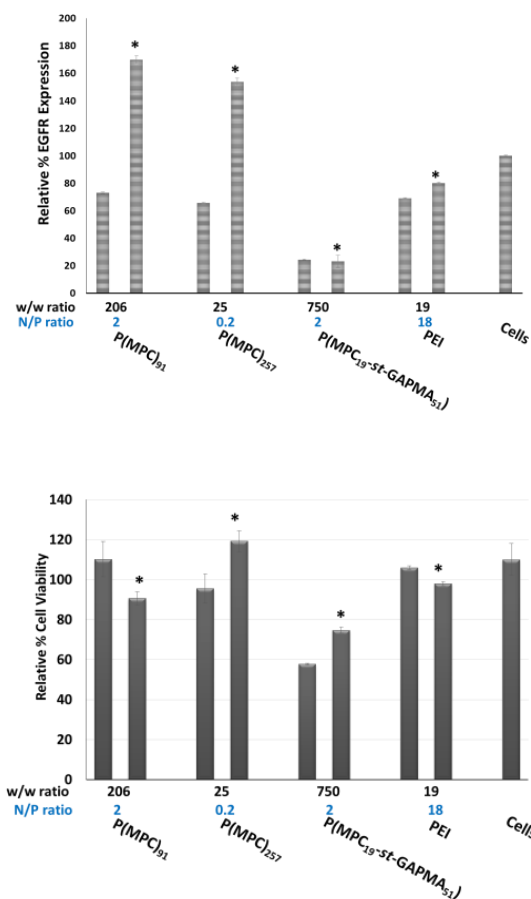 Relative % EGFR Expression
200
180
160
140
120
100
80
60
40
20
0
* * * *
w/w ratio 206 25 750 19
N/P ratio 2 0.2 2 18
P(MPC)₉₁ P(MPC)₂₅₇ P(MPC₁₉-st-GAPMA₅₁) PEI Cells
Relative % Cell Viability
140
120
100
80
60
40
20
0
* * * *
w/w ratio 206 25 750 19
N/P ratio 2 0.2 2 18
P(MPC)₉₁ P(MPC)₂₅₇ P(MPC₁₉-st-GAPMA₅₁) PEI Cells